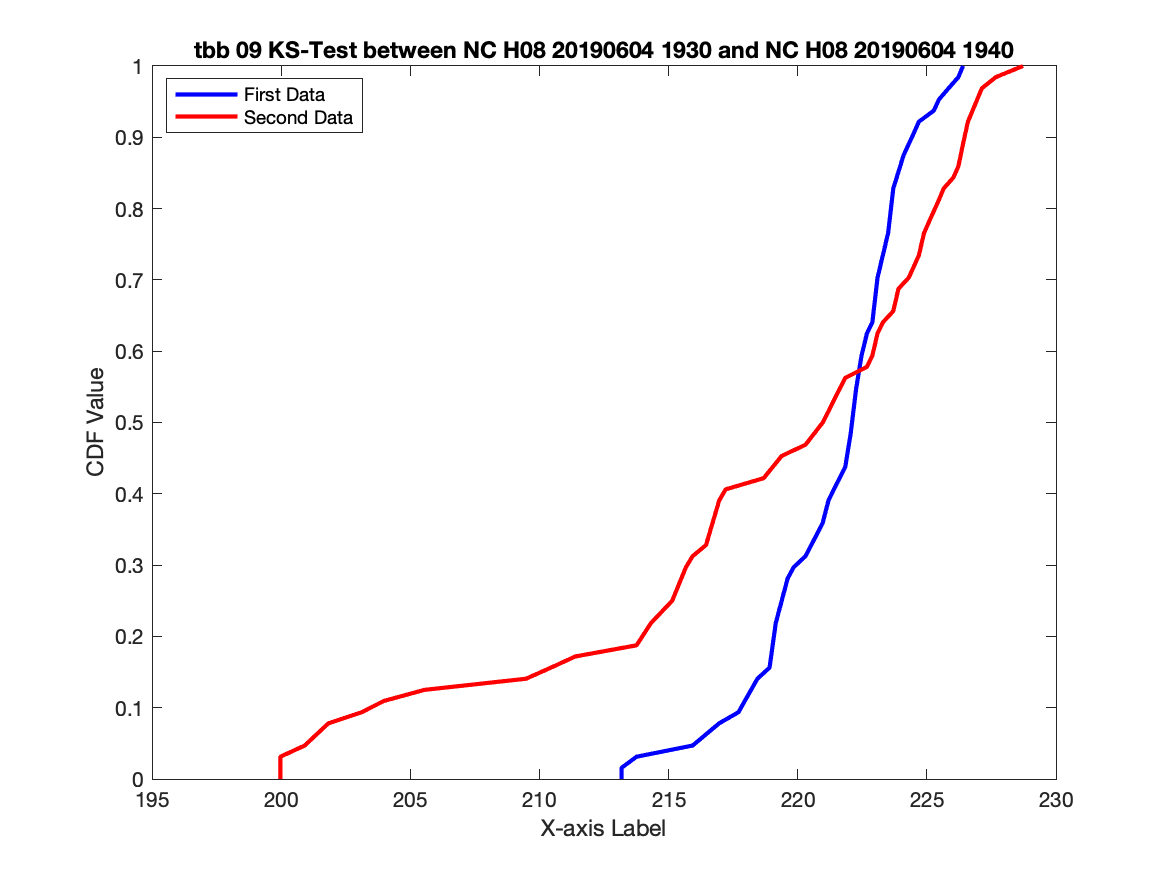 tbb 09 KS-Test between NC H08 20190604 1930 and NC H08 20190604 1940
First Data
Second Data
1
0.9
0.8
0.7
0.6
0.5
0.4
0.3
0.2
0.1
0
CDF Value
195 200 205 210 215 220 225 230
X-axis Label